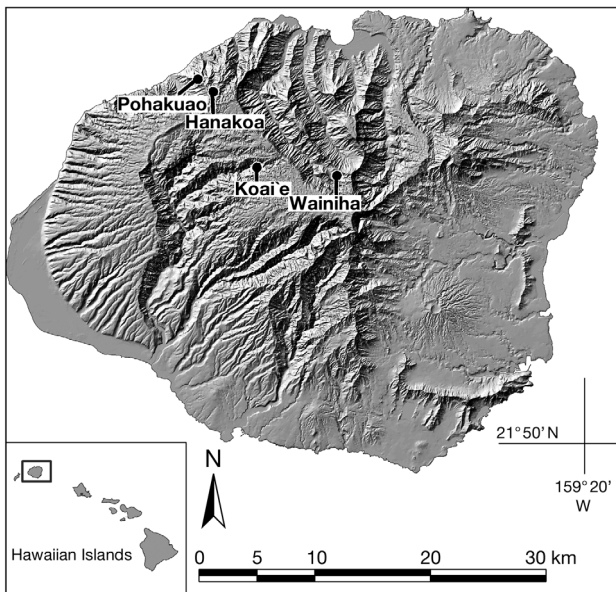 Pohakuao
Hanakoa
Koai`e
Wainiha
21°50' N
159°20'
W
N
Hawaiian Islands
0 5 10 20 30 km